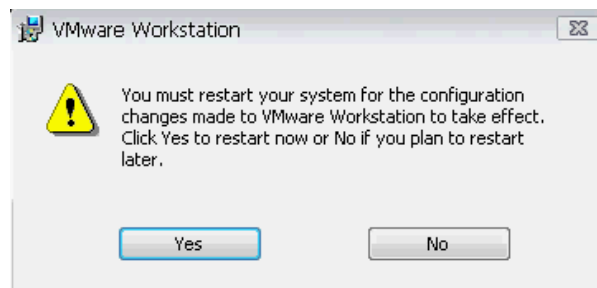 VMware Workstation
You must restart your system for the configuration
changes made to VMware Workstation to take effect.
Click Yes to restart now or No if you plan to restart
later.
Yes
No